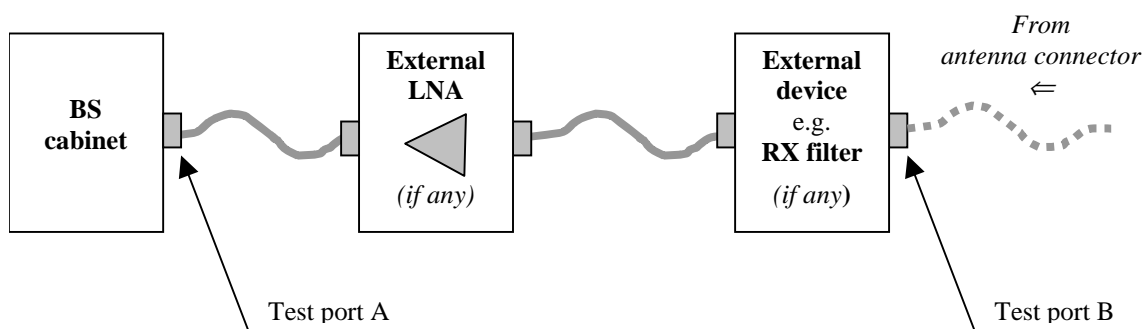 BS
cabinet
External
LNA
(if any)
External
device
e.g.
RX filter
(if any)
From
antenna connector
⇐
Test port A
Test port B